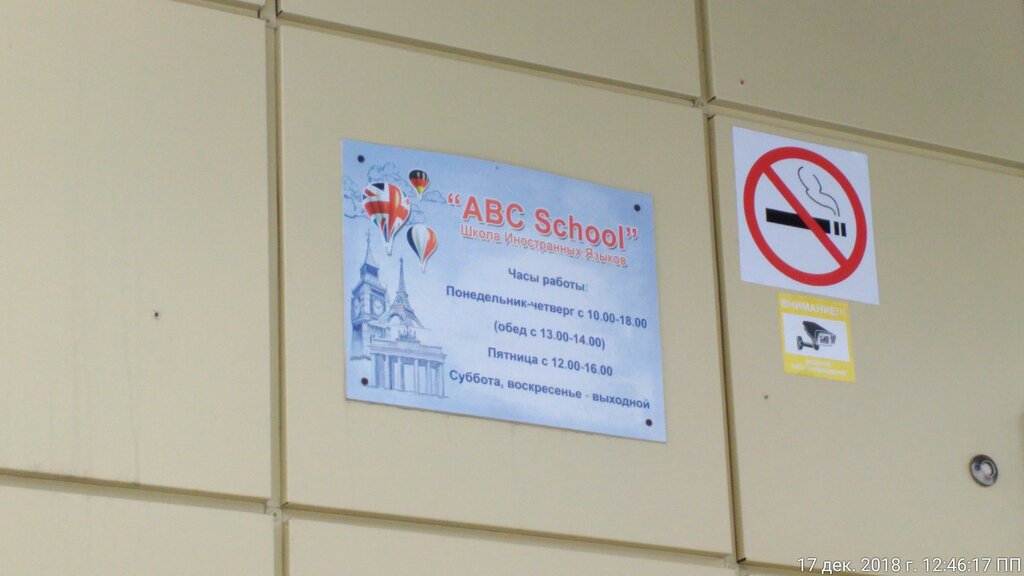 "ABC School"
Школа Иностранных Языков
Часы работы:
Понедельник-четверг с 10.00-18.00
(обед с 13.00-14.00)
Пятница с 12.00-16.00
Суббота, воскресенье - выходной
ВНИМАНИЕ!!!
17 дек. 2018 г. 12:46:17 ПП